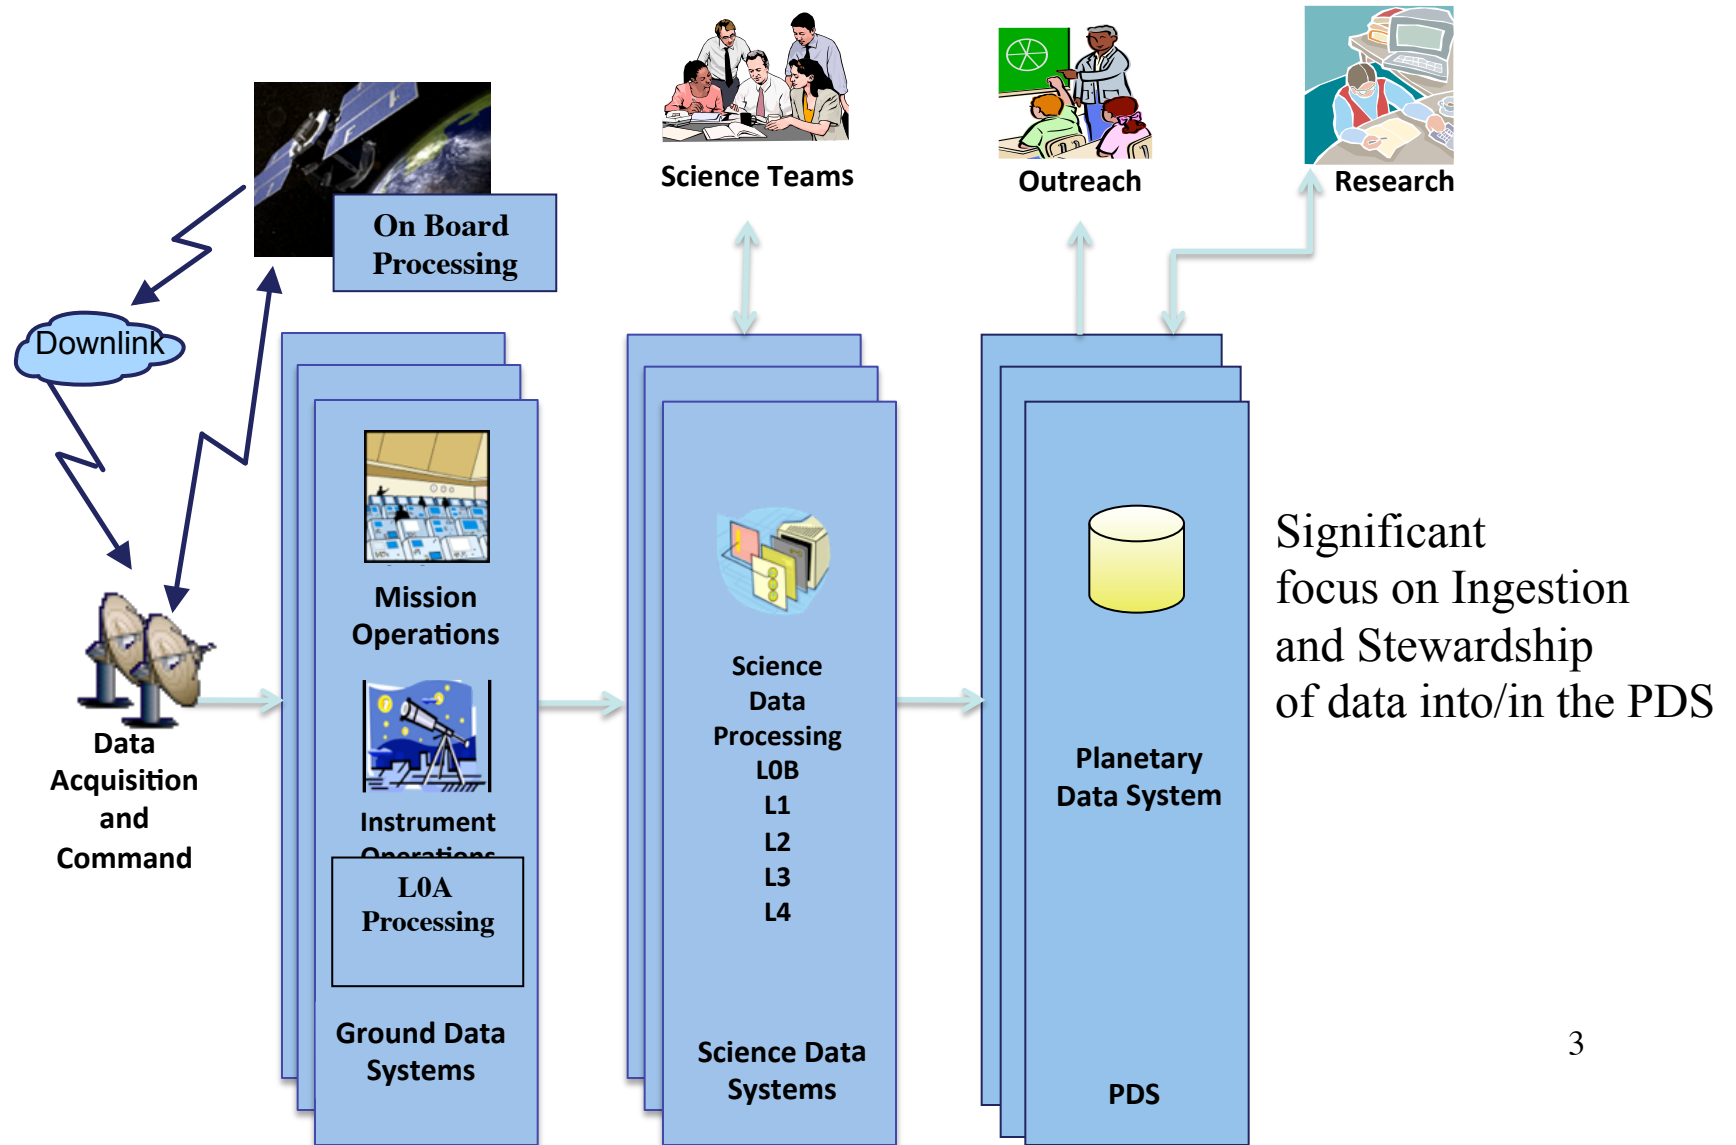 Science Teams
Outreach
Research
On Board
Processing
Downlink
Data
Acquisition
and
Command
Mission
Operations
Instrument
Operations
L0A
Processing
Ground Data
Systems
Science
Data
Processing
L0B
L1
L2
L3
L4
Science Data
Systems
Planetary
Data System
PDS
Significant
focus on Ingestion
and Stewardship
of data into/in the PDS
3